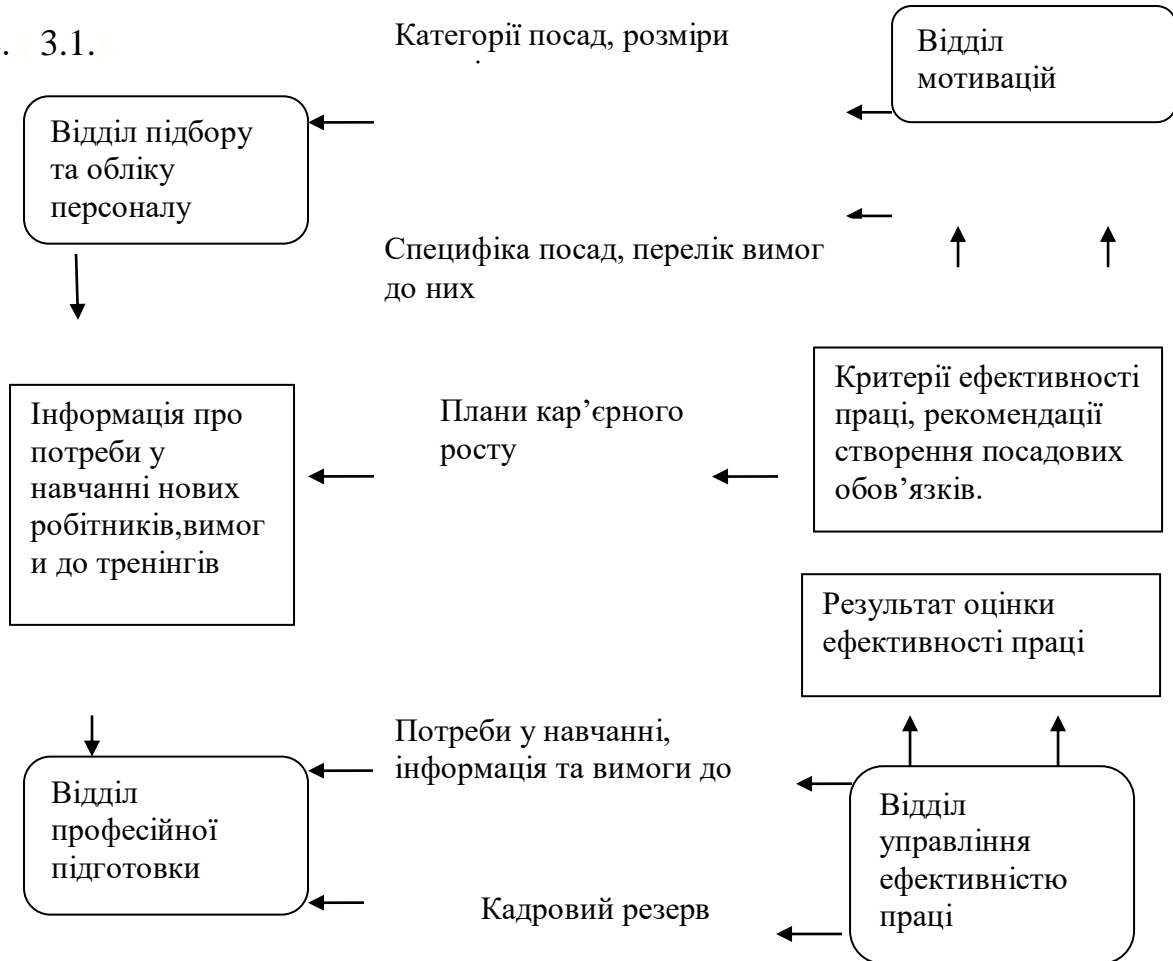 3.1.
Категорії посад, розміри
Відділ
мотивацій
Відділ підбору
та обліку
персоналу
Специфіка посад, перелік вимог
до них
Інформація про
потреби у
навчанні нових
робітників,вимог
и до тренінгів
Плани кар’єрного
росту
Критерії ефективності
праці, рекомендації
створення посадових
обов’язків.
Результат оцінки
ефективності праці
Потреби у навчанні,
інформація та вимоги до
Відділ
професійної
підготовки
Кадровий резерв
Відділ
управління
ефективністю
праці